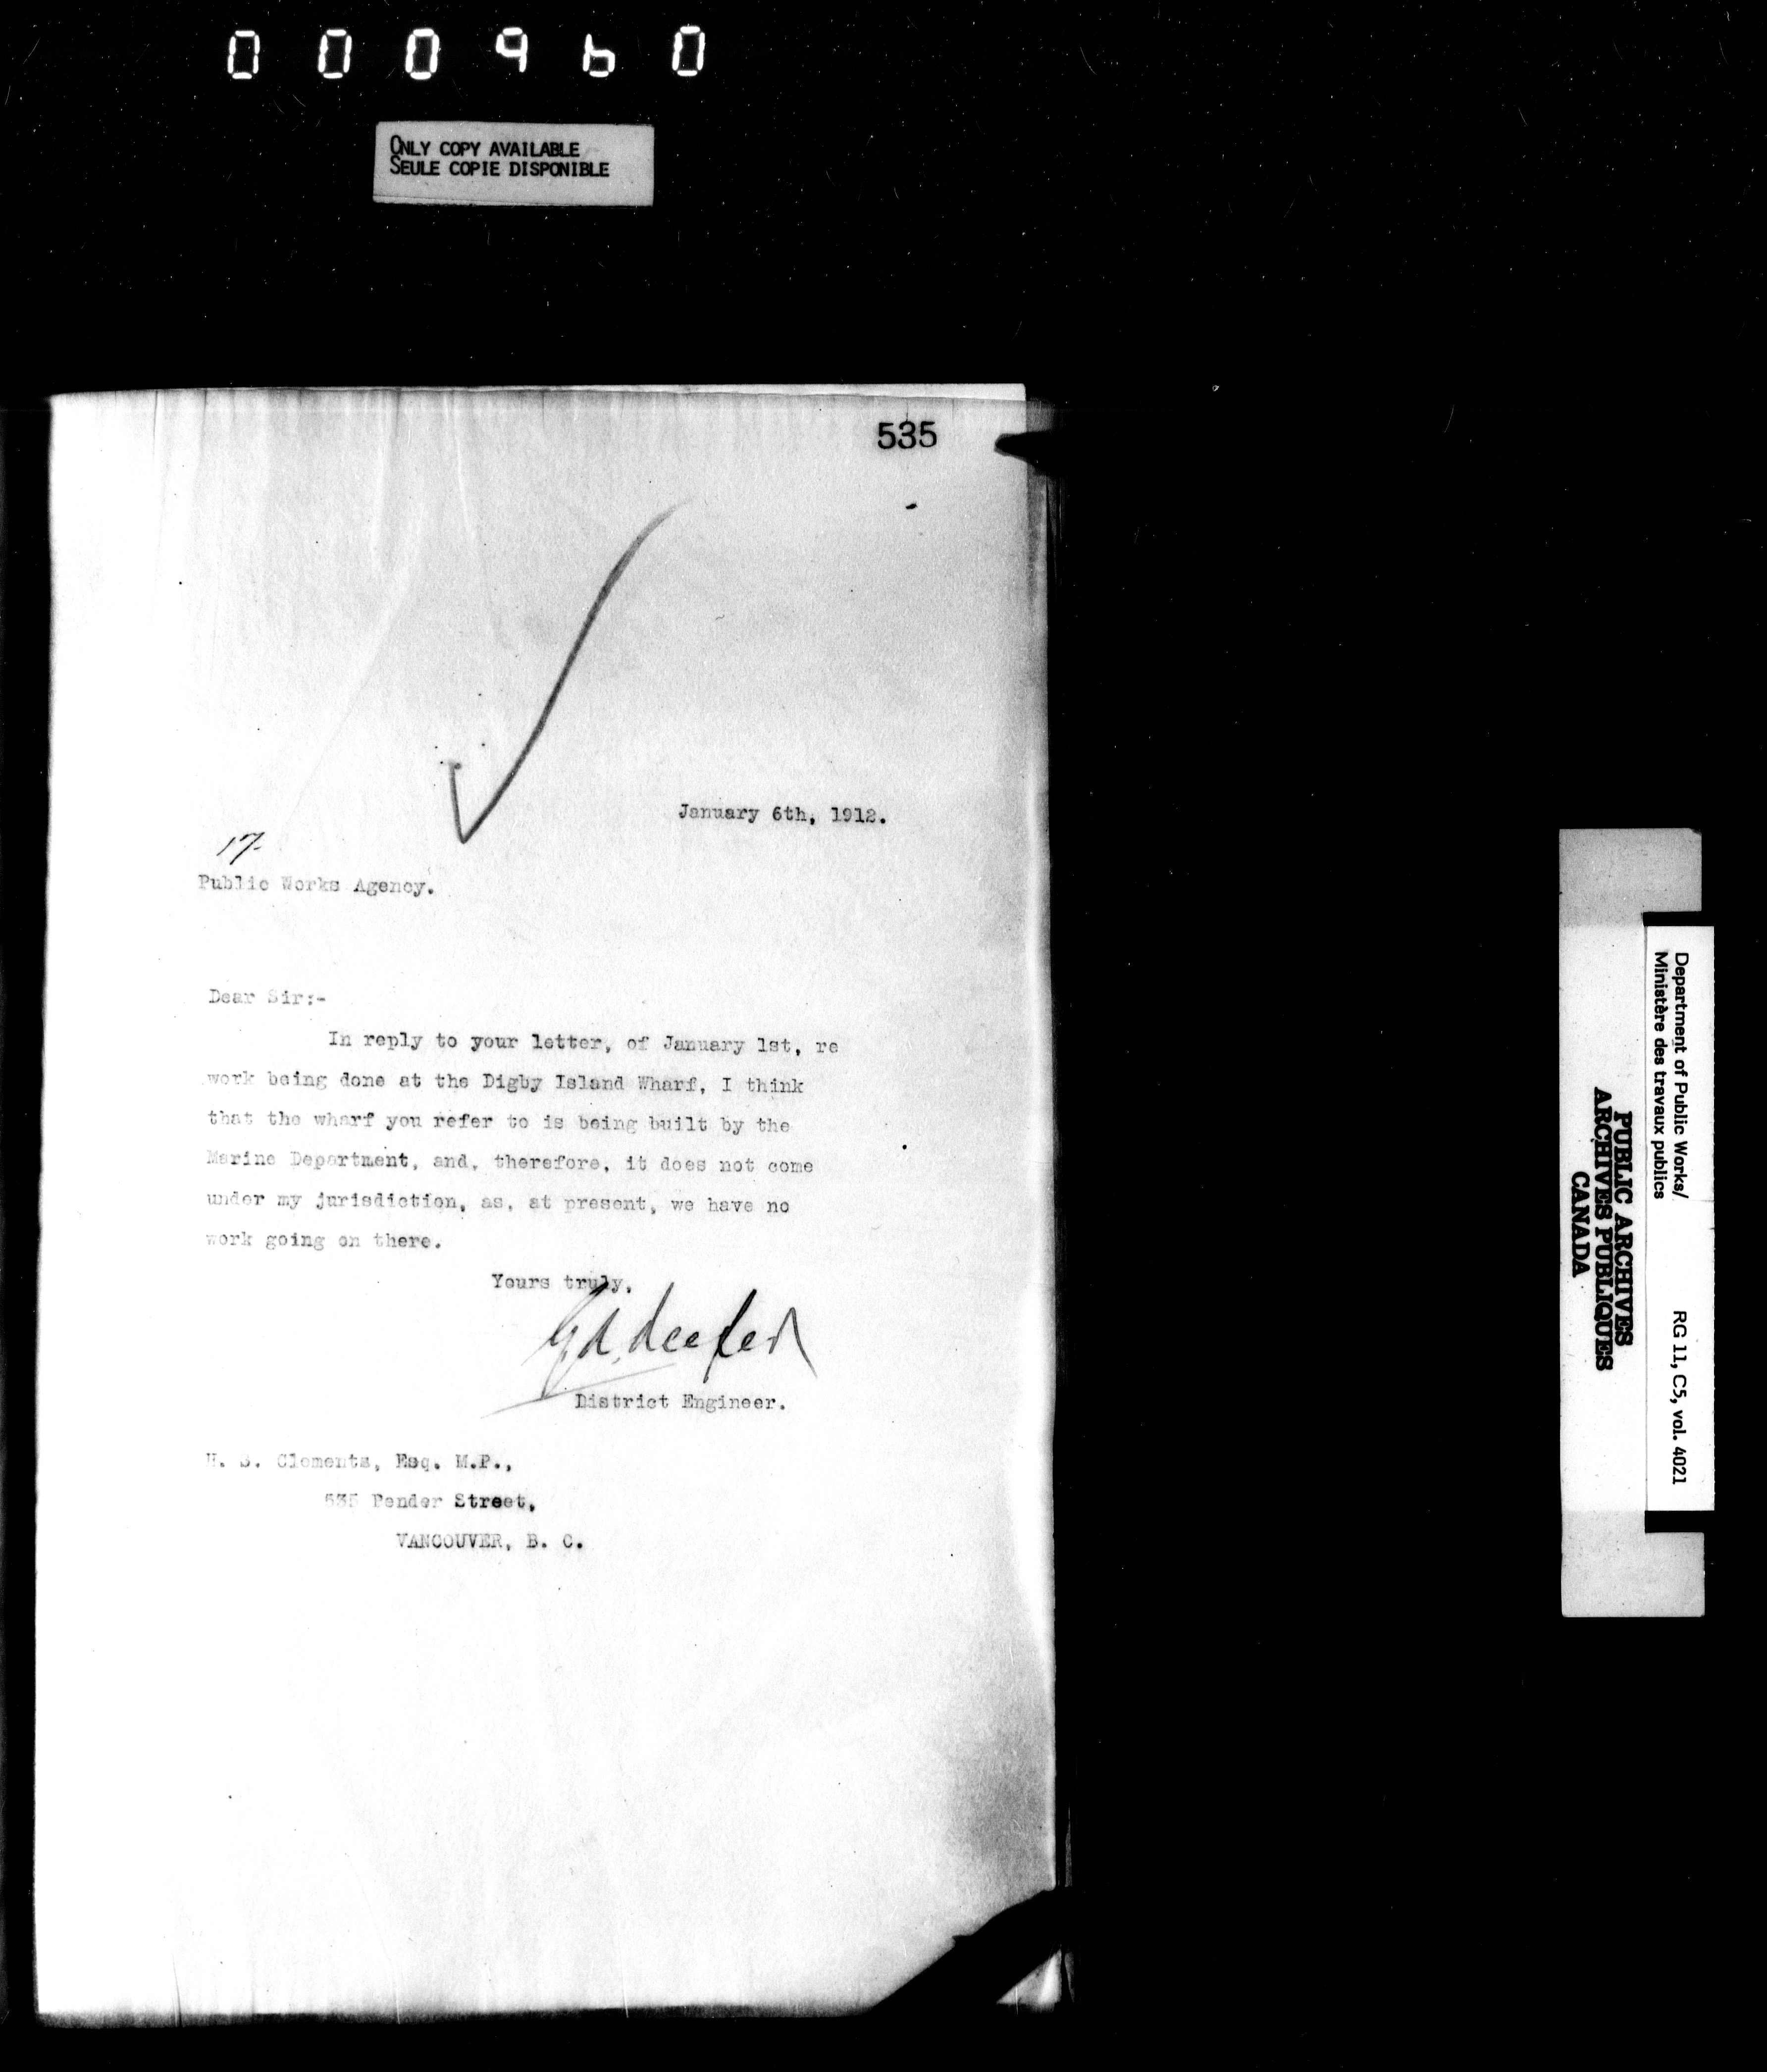 000960
ONLY COPY AVAILABLE
SEULE COPIE DISPONIBLE
535
January 6th, 1912.
17-
Public Works Agency.
Dear Sir:-
In reply to your letter, of January 1st, re
work being done at the Digby Island Wharf, I think
that the wharf you refer to is being built by the
Marine Department, and, therefore, it does not come
under my jurisdiction, as, at present, we have no
work going on there.
Yours truly,
District Engineer.
H. S. Clements, Esq. M.P.,
535 Pender Street,
VANCOUVER, B. C.
Department of Public Works/
Ministère des travaux publics
RG 11, C5, vol. 4021
PUBLIC ARCHIVES
ARCHIVES PUBLIQUES
CANADA